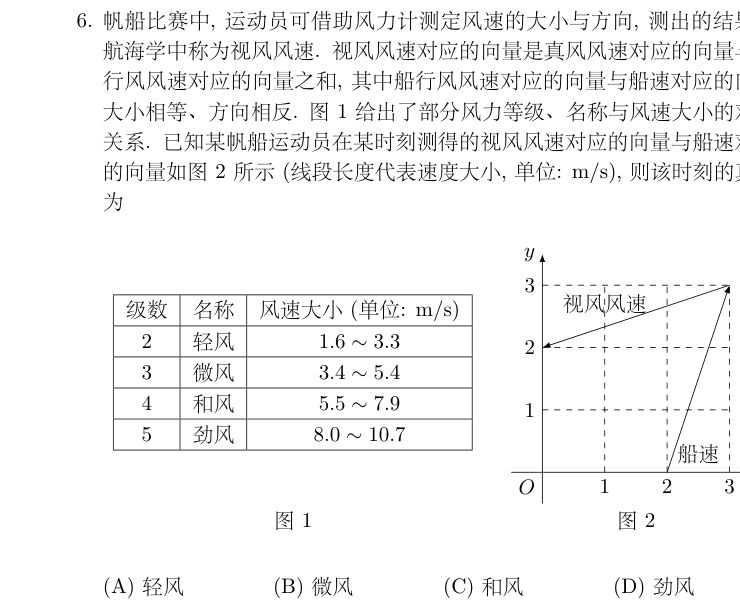 6. 帆船比赛中, 运动员可借助风力计测定风速的大小与方向, 测出的结
航海学中称为视风风速. 视风风速对应的向量是真风风速对应的向量
行风风速对应的向量之和, 其中船行风风速对应的向量与船速对应的
大小相等、方向相反. 图 1 给出了部分风力等级、名称与风速大小的
关系. 已知某帆船运动员在某时刻测得的视风风速对应的向量与船速
的向量如图 2 所示 (线段长度代表速度大小, 单位: m/s), 则该时刻的
为
级数 名称 风速大小 (单位: m/s)
2 轻风 1.6 ~ 3.3
3 微风 3.4 ~ 5.4
4 和风 5.5 ~ 7.9
5 劲风 8.0 ~ 10.7
图 1
y
3
视风风速
2
1
船速
O 1 2 3
图 2
(A) 轻风 (B) 微风 (C) 和风 (D) 劲风